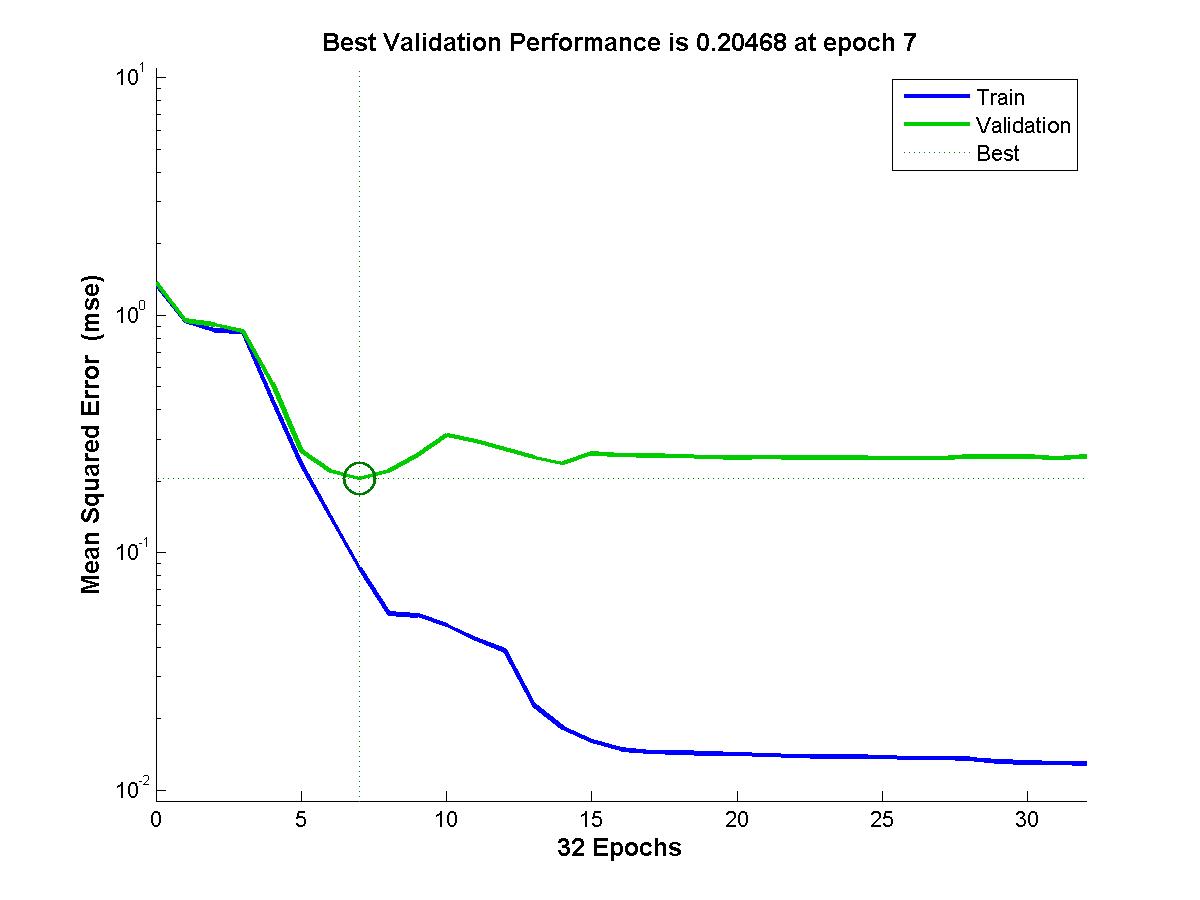 Best Validation Performance is 0.20468 at epoch 7
Train
Validation
Best
Mean Squared Error  (mse)
10^1
10^0
10^-1
10^-2
0 5 10 15 20 25 30
32 Epochs